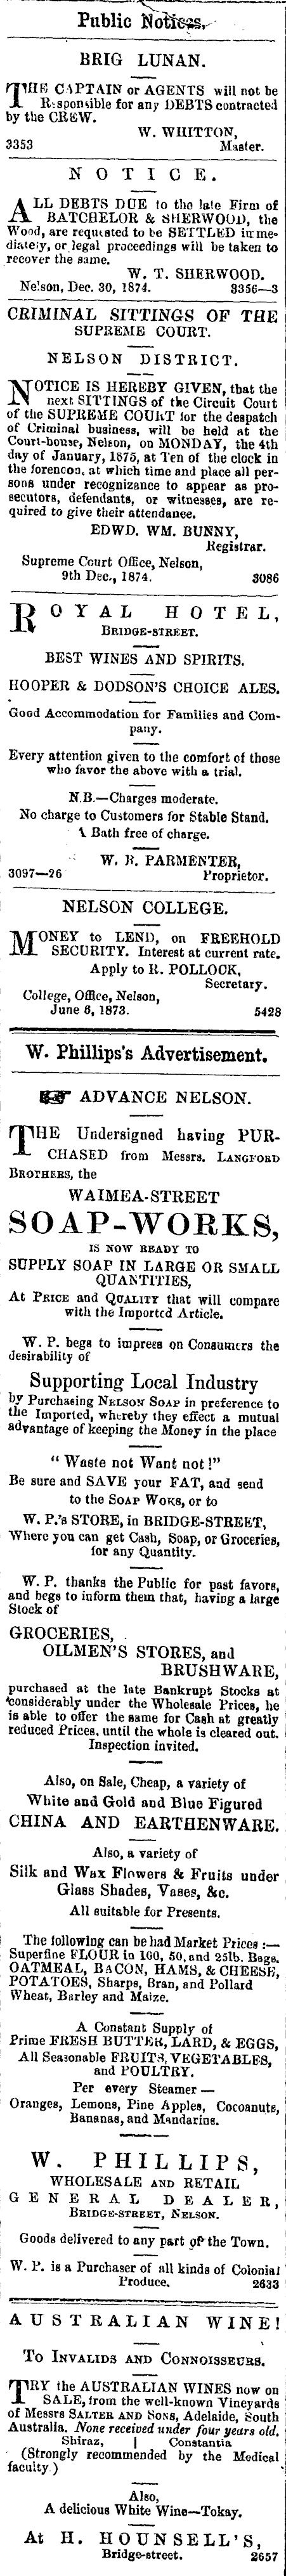 Public Notices.
BRIG LUNAN.
THE CAPTAIN or AGENTS will not be
Responsible for any DEBTS contracted
by the CREW.
W. WHITTON,
3353 Master.
NOTICE.
ALL DEBTS DUE to the late Firm of
BATCHELOR & SHERWOOD, the
Wood, are requested to be SETTLED imme-
diately, or legal proceedings will be taken to
recover the same.
W. T. SHERWOOD.
Nelson, Dec. 30, 1874. 3356—3
CRIMINAL SITTINGS OF THE
SUPREME COURT.
NELSON DISTRICT.
NOTICE IS HEREBY GIVEN, that the
next SITTINGS of the Circuit Court
of the SUPREME COURT for the despatch
of Criminal business, will be held at the
Court-house, Nelson, on MONDAY, the 4th
day of January, 1875, at Ten of the clock in
the forenoon, at which time and place all per-
sons under recognizance to appear as pro-
secutors, defendants, or witnesses, are re-
quired to give their attendance.
EDWD. WM. BUNNY,
Registrar.
Supreme Court Office, Nelson,
9th Dec., 1874. 3086
ROYAL HOTEL,
BRIDGE-STREET.
BEST WINES AND SPIRITS.
HOOPER & DODSON'S CHOICE ALES.
Good Accommodation for Families and Com-
pany.
Every attention given to the comfort of those
who favor the above with a trial.
N.B.—Charges moderate.
No charge to Customers for Stable Stand.
A Bath free of charge.
W. B. PARMENTER,
3097—26 Proprietor.
NELSON COLLEGE.
MONEY to LEND, on FREEHOLD
SECURITY. Interest at current rate.
Apply to R. POLLOCK,
Secretary.
College, Office, Nelson,
June 6, 1873. 5428
W. Phillips's Advertisement.
☞ ADVANCE NELSON.
THE Undersigned having PUR-
CHASED from Messrs. LANGFORD
BROTHERS, the
WAIMEA-STREET
SOAP-WORKS,
IS NOW READY TO
SUPPLY SOAP IN LARGE OR SMALL
QUANTITIES,
At PRICE and QUALITY that will compare
with the Imported Article.
W. P. begs to impress on Consumers the
desirability of
Supporting Local Industry
by Purchasing NELSON SOAP in preference to
the Imported, whereby they effect a mutual
advantage of keeping the Money in the place
"Waste not Want not!"
Be sure and SAVE your FAT, and send
to the SOAP WOKS, or to
W. P.'s STORE, in BRIDGE-STREET,
Where you can get Cash, Soap, or Groceries,
for any Quantity.
W. P. thanks the Public for past favors,
and begs to inform them that, having a large
Stock of
GROCERIES,
OILMEN'S STORES, and
BRUSHWARE,
purchased at the late Bankrupt Stocks at
considerably under the Wholesale Prices, he
is able to offer the same for Cash at greatly
reduced Prices, until the whole is cleared out.
Inspection invited.
Also, on Sale, Cheap, a variety of
White and Gold and Blue Figured
CHINA AND EARTHENWARE.
Also, a variety of
Silk and Wax Flowers & Fruits under
Glass Shades, Vases, &c.
All suitable for Presents.
The following can be had Market Prices :—
Superfine FLOUR in 100, 50, and 25lb. Bags.
OATMEAL, BACON, HAMS, & CHEESE,
POTATOES, Sharps, Bran, and Pollard
Wheat, Barley and Maize.
A Constant Supply of
Prime FRESH BUTTER, LARD, & EGGS,
All Seasonable FRUITS, VEGETABLES,
and POULTRY.
Per every Steamer—
Oranges, Lemons, Pine Apples, Cocoanuts,
Bananas, and Mandarins.
W. PHILLIPS,
WHOLESALE AND RETAIL
GENERAL DEALER,
BRIDGE-STREET, NELSON.
Goods delivered to any part of the Town.
W. P. is a Purchaser of all kinds of Colonial
Produce. 2633
AUSTRALIAN WINE!
TO INVALIDS AND CONNOISSEURS.
TRY the AUSTRALIAN WINES now on
SALE, from the well-known Vineyards
of Messrs SALTER AND SONS, Adelaide, South
Australia. None received under four years old.
Shiraz, | Constantia
(Strongly recommended by the Medical
faculty)
Also,
A delicious White Wine—Tokay.
At H. HOUNSELL'S,
Bridge-street. 2657